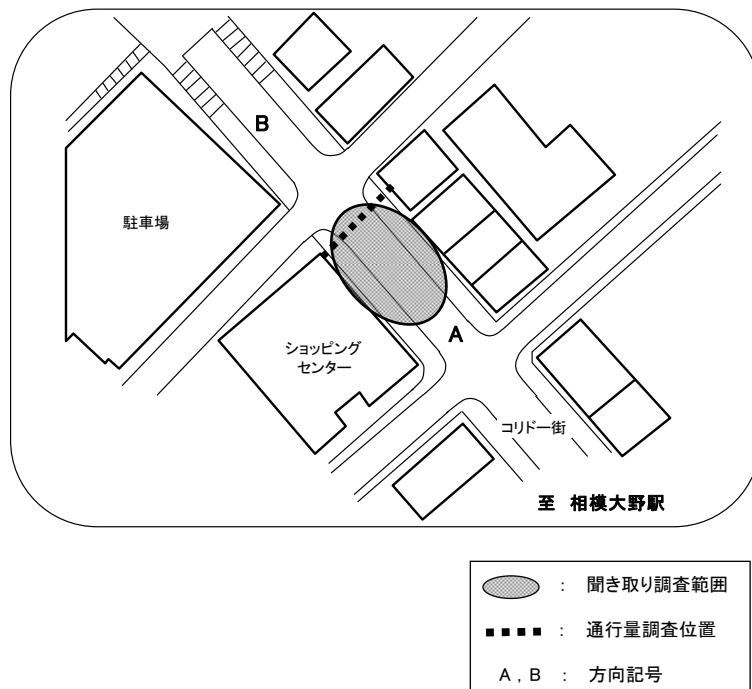 B
駐車場
A
ショッピング
センター
コリドー街
至 相模大野駅
： 聞き取り調査範囲
： 通行量調査位置
A , B ： 方向記号